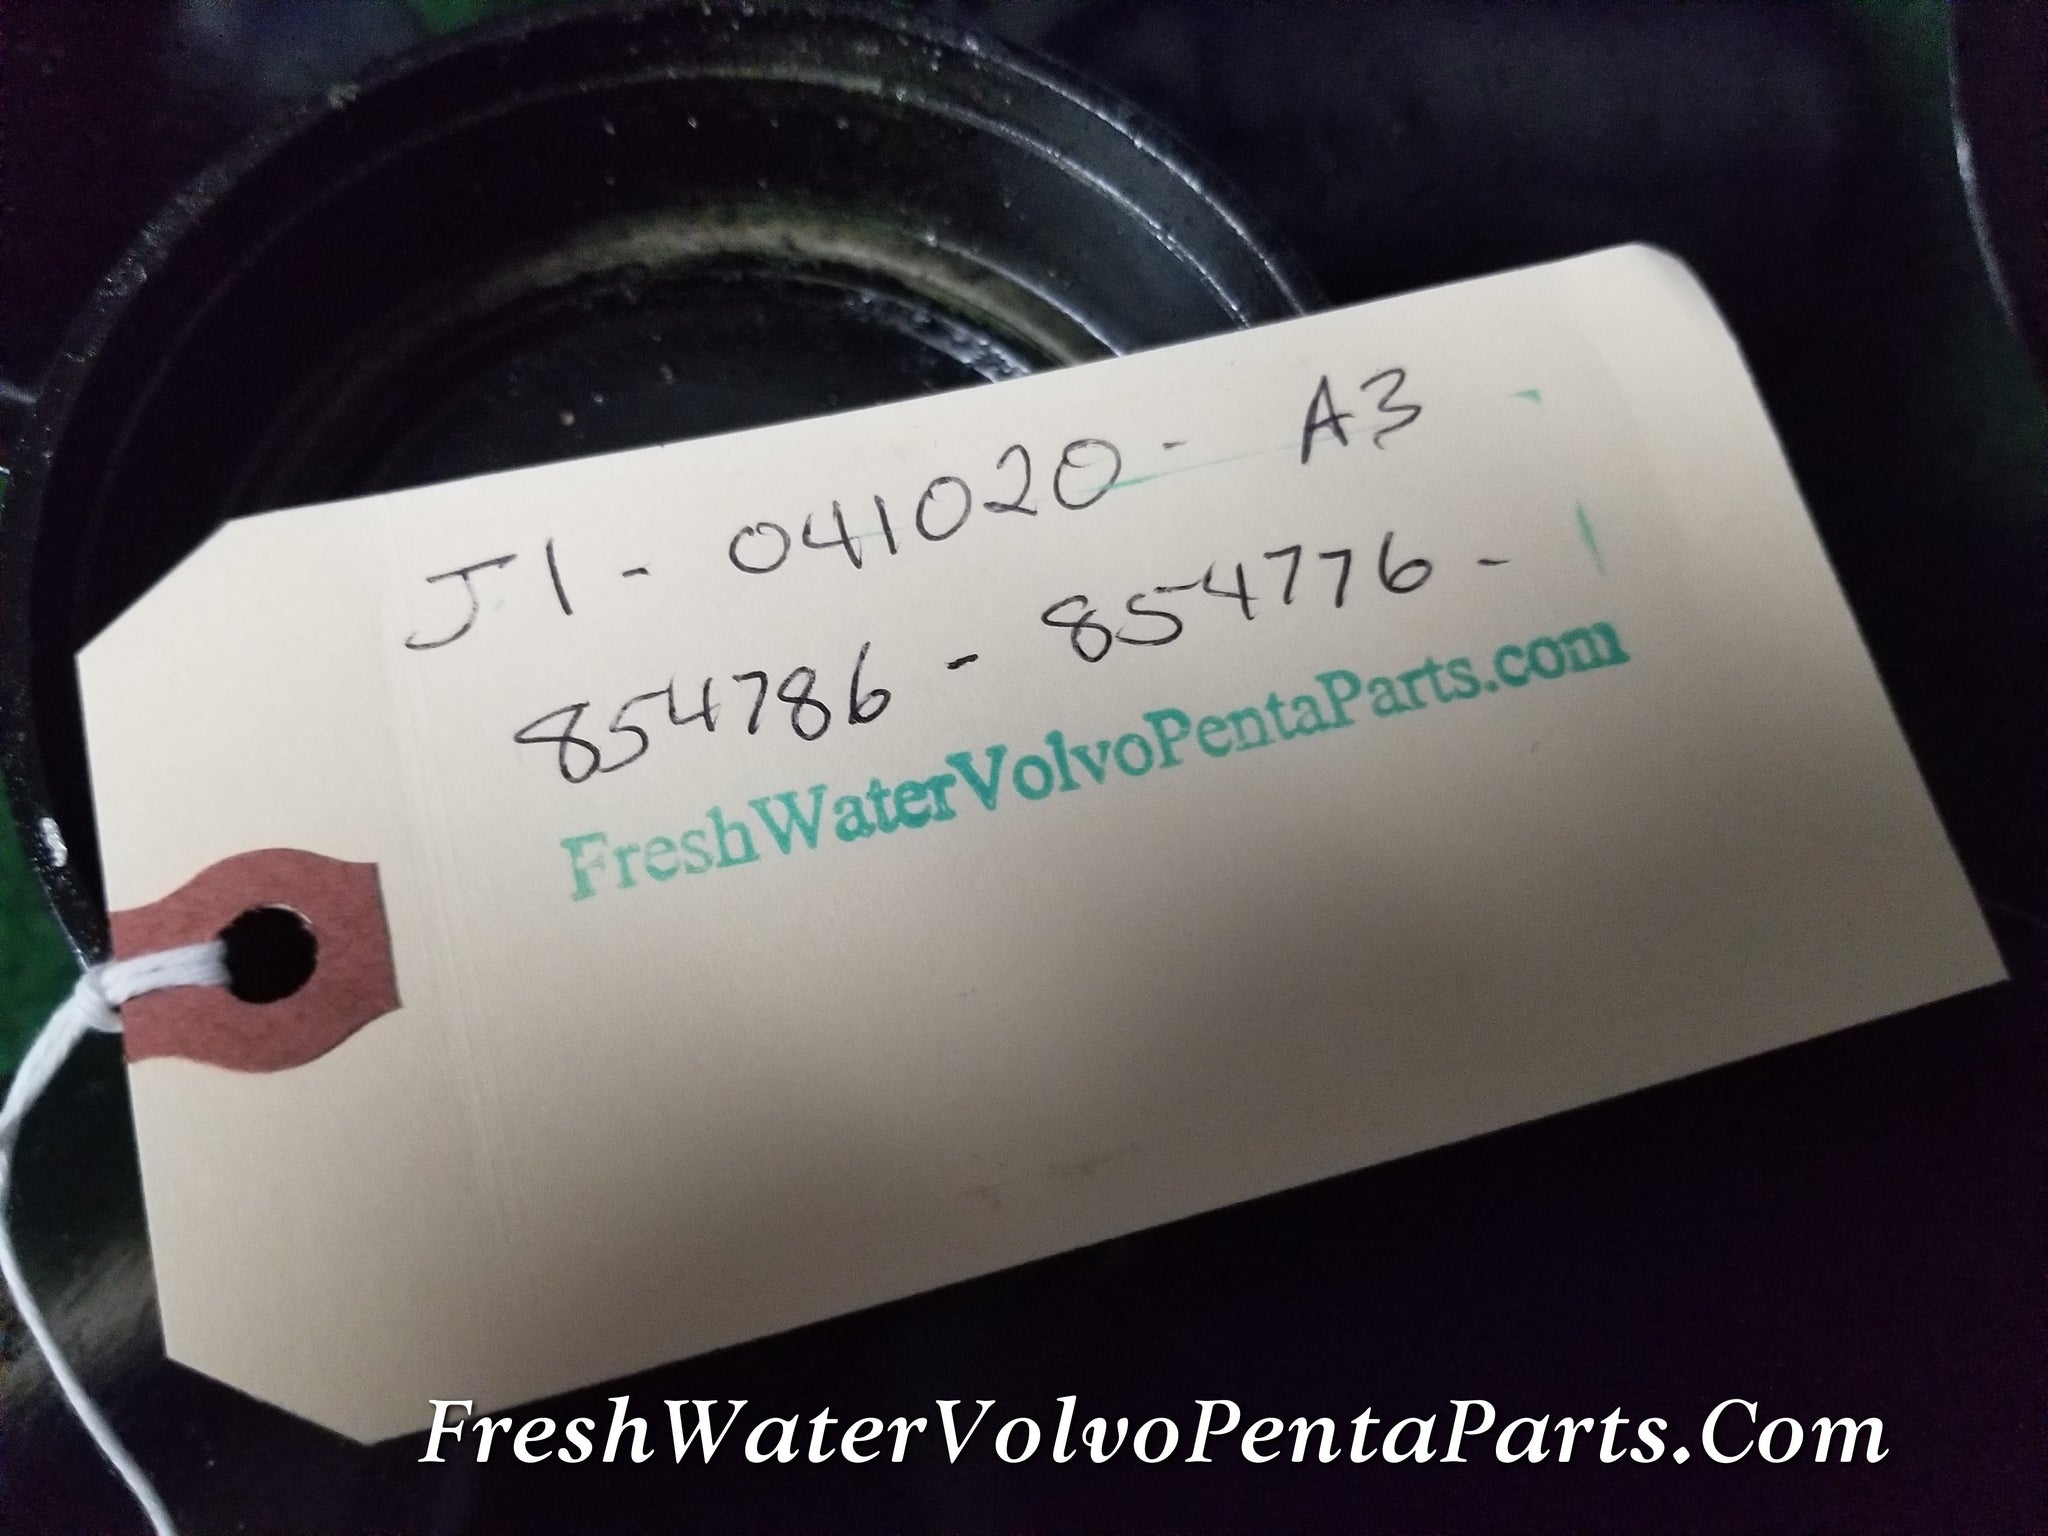 J1 - 041020 - A3
854786 - 854776 -
FreshWaterVolvoPentaParts.com
FreshWaterVolvoPentaParts.Com